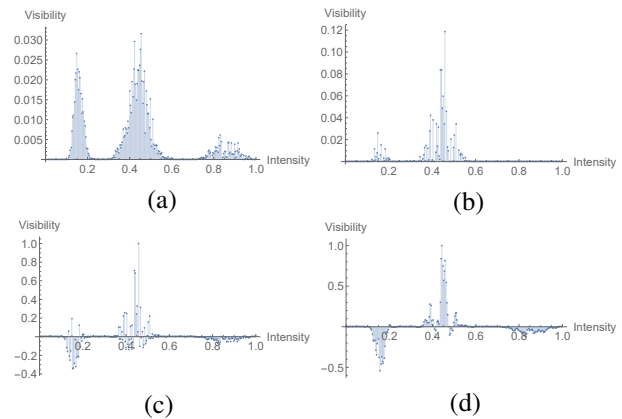 Visibility
0.030
0.025
0.020
0.015
0.010
0.005
0.2 0.4 0.6 0.8 1.0 Intensity
(a)
Visibility
0.12
0.10
0.08
0.06
0.04
0.02
0.2 0.4 0.6 0.8 1.0 Intensity
(b)
Visibility
1.0
0.8
0.6
0.4
0.2
0.2 0.4 0.6 0.8 1.0 Intensity
-0.2
-0.4
(c)
Visibility
1.0
0.5
0.2 0.4 0.6 0.8 1.0 Intensity
-0.5
(d)